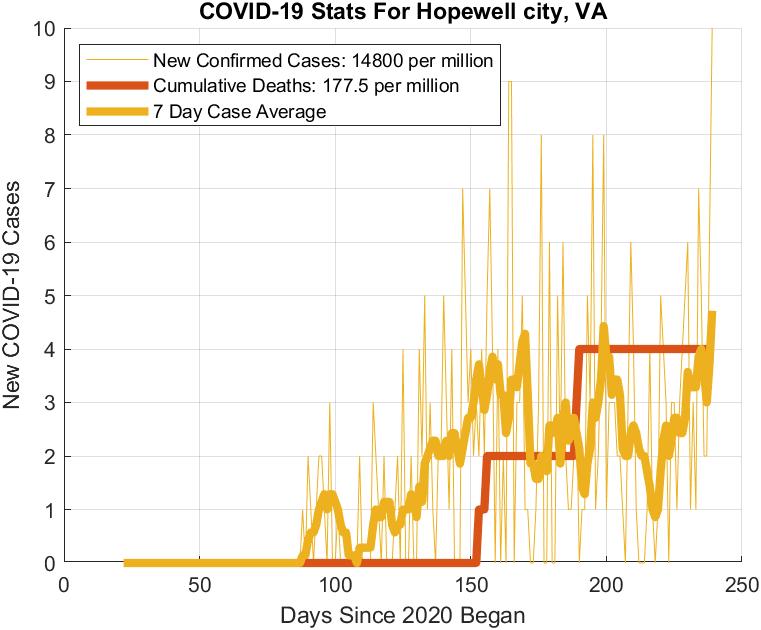 COVID-19 Stats For Hopewell city, VA
New Confirmed Cases: 14800 per million
Cumulative Deaths: 177.5 per million
7 Day Case Average
New COVID-19 Cases
10
9
8
7
6
5
4
3
2
1
0
0 50 100 150 200 250
Days Since 2020 Began